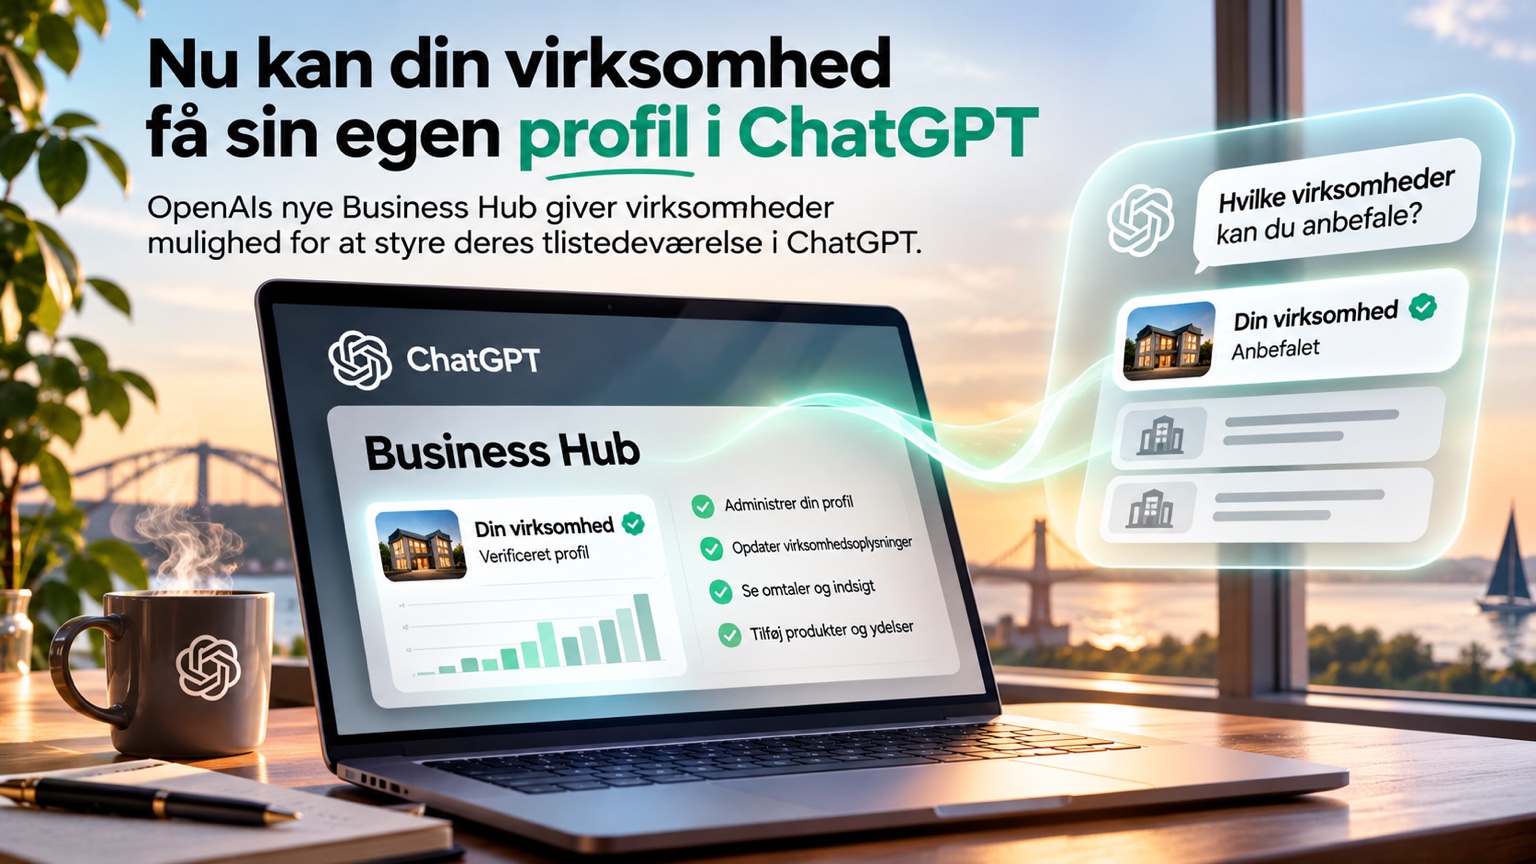 Nu kan din virksomhed
få sin egen profil i ChatGPT
OpenAIs nye Business Hub giver virksomheder
mulighed for at styre deres tlistedeværelse i ChatGPT.
Hvilke virksomheder
kan du anbefale?
Din virksomhed
Anbefalet
ChatGPT
Business Hub
Din virksomhed
Verificeret profil
Administrer din profil
Opdater virksomhedsoplysninger
Se omtaler og indsigt
Tilføj produkter og ydelser